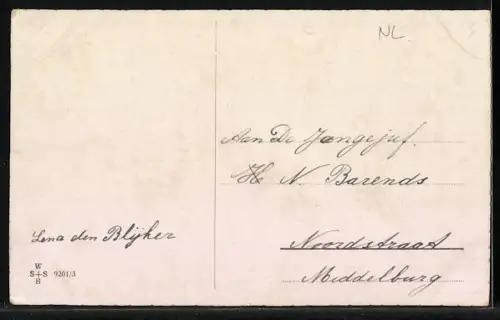 NL.
Aan De Jongejuf.
H N. Barends
Lena den Blijker
Noordstraat
Middelburg
W
S+S 9201/3
B